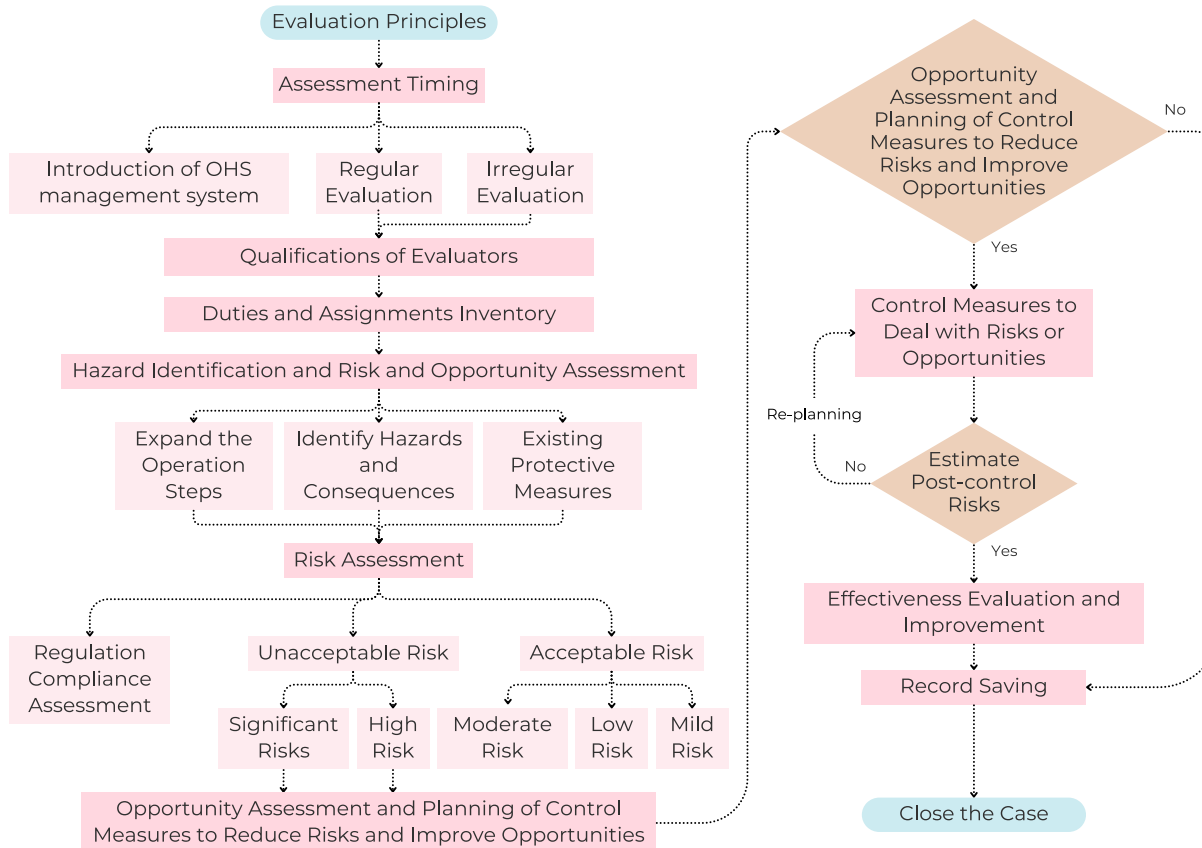 Evaluation Principles
Assessment Timing
Introduction of OHS
management system
Regular
Evaluation
Irregular
Evaluation
Qualifications of Evaluators
Duties and Assignments Inventory
Hazard Identification and Risk and Opportunity Assessment
Expand the
Operation
Steps
Identify Hazards
and
Consequences
Existing
Protective
Measures
Risk Assessment
Regulation
Compliance
Assessment
Unacceptable Risk
Acceptable Risk
Significant
Risks
High
Risk
Moderate
Risk
Low
Risk
Mild
Risk
Opportunity Assessment and Planning of Control
Measures to Reduce Risks and Improve Opportunities
Opportunity
Assessment and
Planning of Control
Measures to Reduce
Risks and Improve
Opportunities
No
Yes
Control Measures to
Deal with Risks or
Opportunities
Re-planning
No
Estimate
Post-control
Risks
Yes
Effectiveness Evaluation and
Improvement
Record Saving
Close the Case